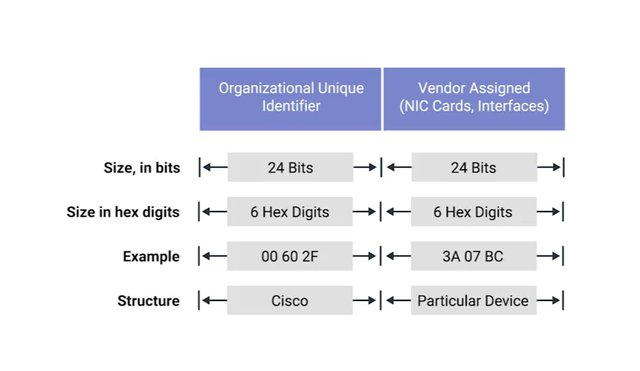 Organizational Unique
Identifier
Vendor Assigned
(NIC Cards, Interfaces)
Size, in bits
24 Bits
24 Bits
Size in hex digits
6 Hex Digits
6 Hex Digits
Example
00 60 2F
3A 07 BC
Structure
Cisco
Particular Device